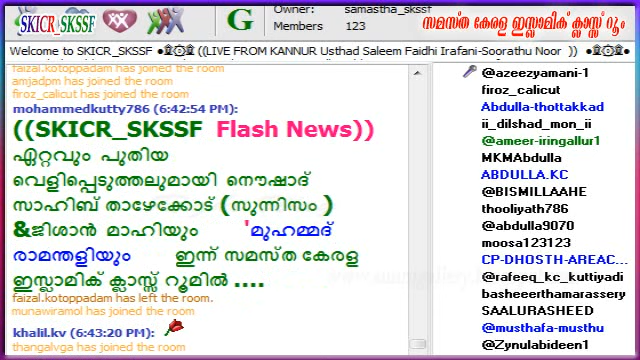 SKICR_SKSSF
G
Owner: samastha_skssf
Members 123
സമസ്ത കേരള ഇസ്ലാമിക് ക്ലാസ്സ് റൂം
Welcome to SKICR_SKSSF ●۩۞۩ ((LIVE FROM KANNUR Usthad Saleem Faidhi Irafani-Soorathu Noor )) ●۩۞۩●
faizal.kotoppadam has joined the room
amjadpm has joined the room
firoz_calicut has joined the room
mohammedkutty786 (6:42:54 PM):
((SKICR_SKSSF Flash News))
ഏറ്റവും പുതിയ
വെളിപ്പെടുത്തലുമായി നൌഷാദ്
സാഹിബ് താഴേക്കോട് (സുന്നിസം )
&ജിശാൻ മാഹിയും 'മുഹമ്മദ്
രാമന്തളിയും ഇന്ന് സമസ്ത കേരള
ഇസ്ലാമിക് ക്ലാസ്സ് റൂമിൽ ....
faizal.kotoppadam has left the room.
munawiramol has joined the room
khalil.kv (6:43:20 PM):
thangalvga has joined the room
@azeezyamani-1
firoz_calicut
Abdulla-thottakkad
ii_dilshad_mon_ii
@ameer-iringallur1
MKMAbdulla
ABDULLA.KC
@BISMILLAAHE
thooliyath786
@abdulla9070
moosa123123
CP-DHOSTH-AREAC...
@rafeeq_kc_kuttiyadi
basheeerthamarassery
SAALURASHEED
@musthafa-musthu
@Zynulabideen1